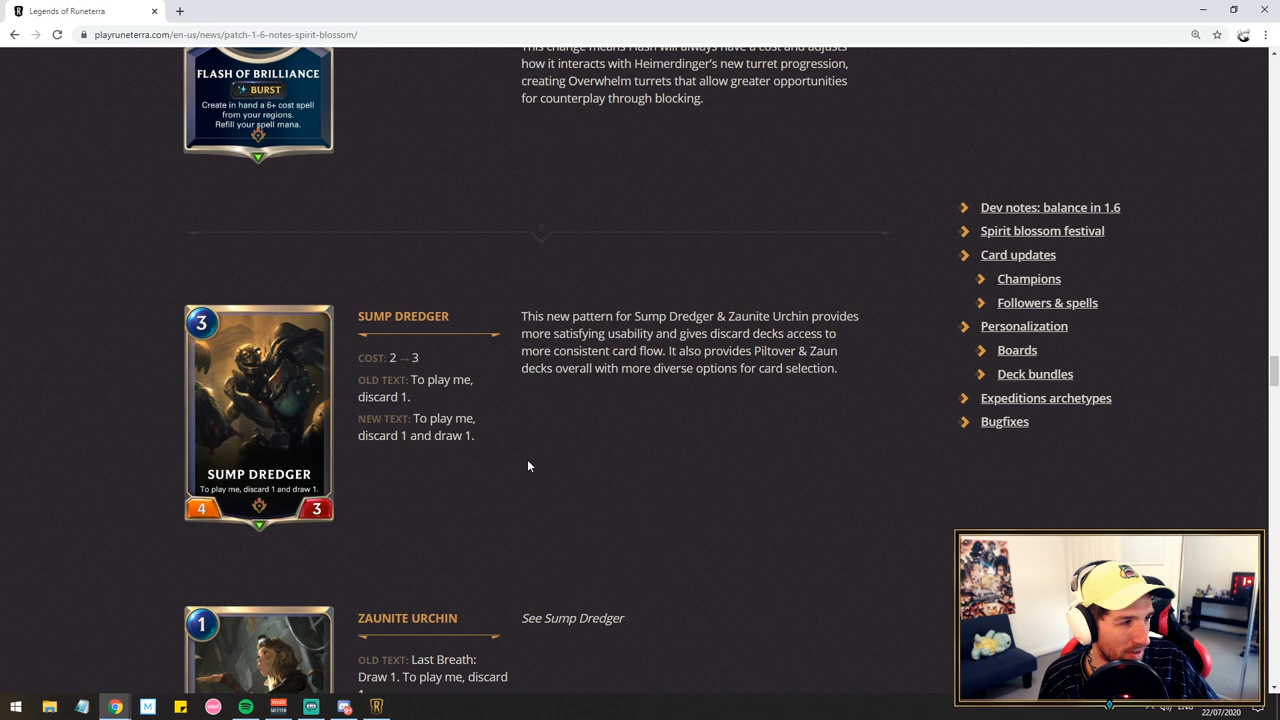 Legends of Runeterra
playruneterra.com/en-us/news/patch-1-6-notes-spirit-blossom/
This change means Flash will always have a cost and adjusts
how it interacts with Heimerdinger's new turret progression,
creating Overwhelm turrets that allow greater opportunities
for counterplay through blocking.
FLASH OF BRILLIANCE
BURST
Create in hand a 6+ cost spell
from your regions.
Refill your spell mana.
Dev notes: balance in 1.6
Spirit blossom festival
Card updates
Champions
Followers & spells
Personalization
Boards
Deck bundles
Expeditions archetypes
Bugfixes
3
SUMP DREDGER
To play me, discard 1 and draw 1.
4
3
SUMP DREDGER
COST: 2 → 3
OLD TEXT: To play me,
discard 1.
NEW TEXT: To play me,
discard 1 and draw 1.
This new pattern for Sump Dredger & Zaunite Urchin provides
more satisfying usability and gives discard decks access to
more consistent card flow. It also provides Piltover & Zaun
decks overall with more diverse options for card selection.
1
ZAUNITE URCHIN
OLD TEXT: Last Breath:
Draw 1. To play me, discard
See Sump Dredger
22/07/2020